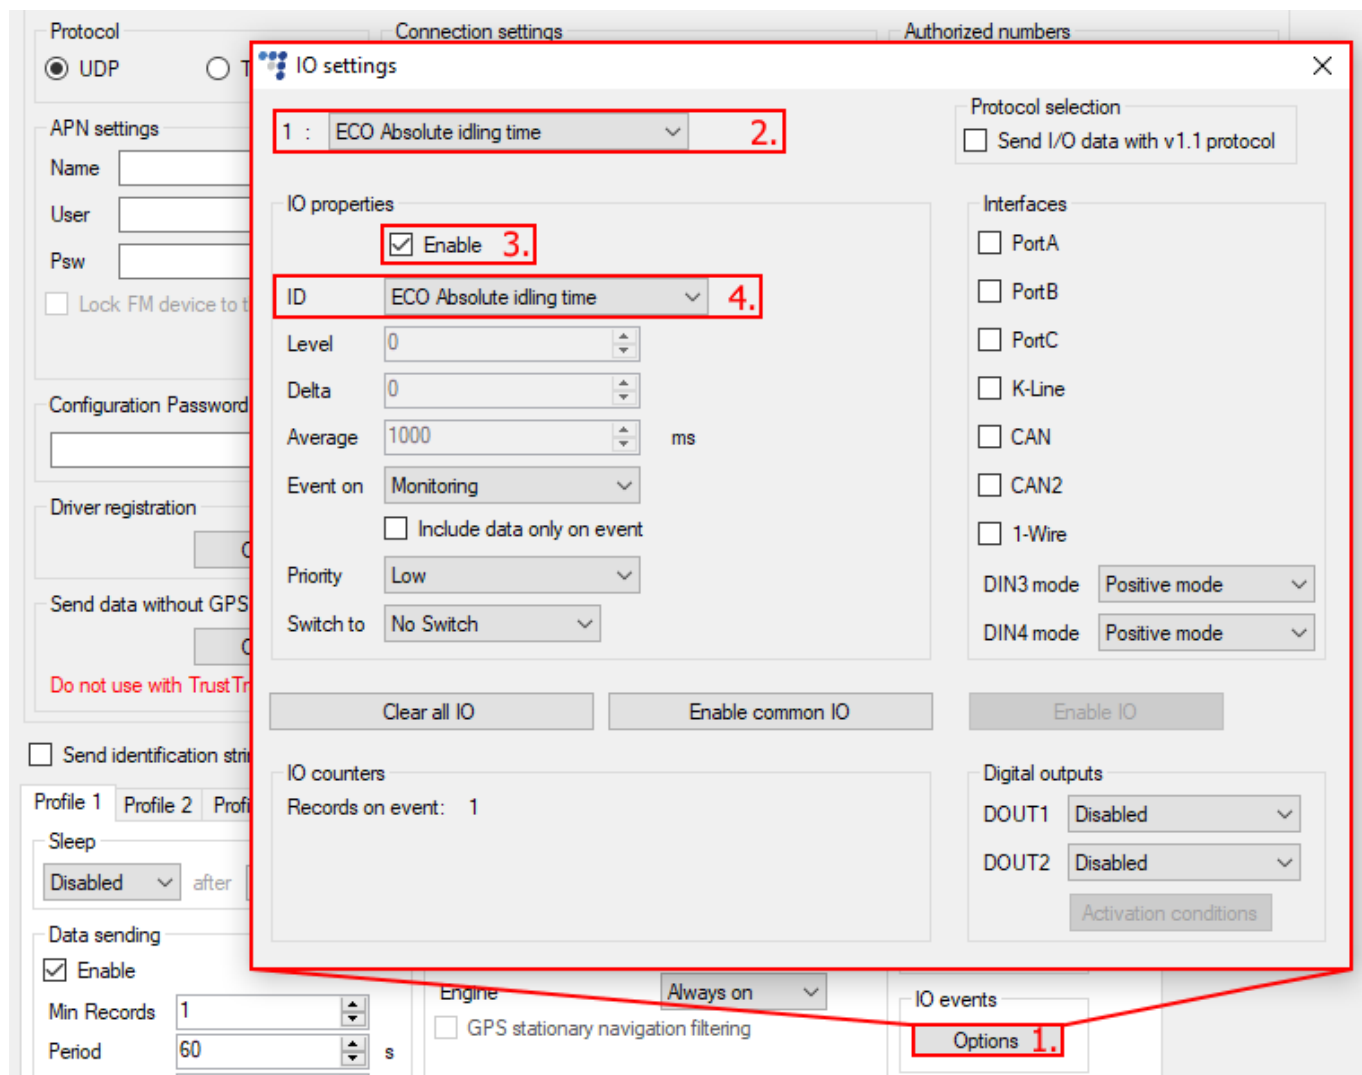 Protocol
Connection settings
Authorized numbers
UDP
IO settings
1 : ECO Absolute idling time 2.
Protocol selection
Send I/O data with v1.1 protocol
APN settings
Name
User
Psw
Lock FM device to
IO properties
Enable 3.
ID ECO Absolute idling time 4.
Level 0
Delta 0
Average 1000 ms
Event on Monitoring
Include data only on event
Priority Low
Switch to No Switch
Interfaces
PortA
PortB
PortC
K-Line
CAN
CAN2
1-Wire
DIN3 mode Positive mode
DIN4 mode Positive mode
Configuration Password
Driver registration
Send data without GPS
Do not use with
Clear all IO
Enable common IO
Enable IO
Send identification
IO counters
Records on event: 1
Digital outputs
DOUT1 Disabled
DOUT2 Disabled
Activation conditions
Profile 1 Profile 2
Sleep
Disabled after
Data sending
Enable
Min Records 1
Period 60 s
Engine Always on
GPS stationary navigation filtering
IO events
Options 1.